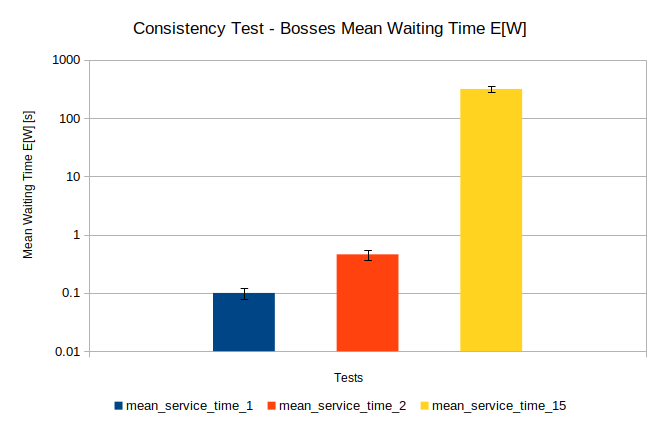 Consistency Test - Bosses Mean Waiting Time E[W]
Mean Waiting Time E[W] [s]
1000
100
10
1
0.1
0.01
Tests
mean_service_time_1 mean_service_time_2 mean_service_time_15